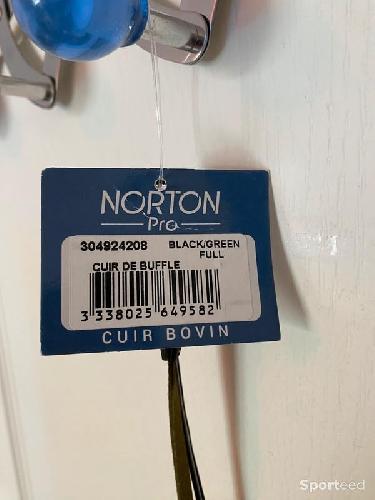 NORTON
Pro
304924208 BLACK/GREEN
FULL
CUIR DE BUFFLE
3 338025 649582
CUIR BOVIN
Sporteed